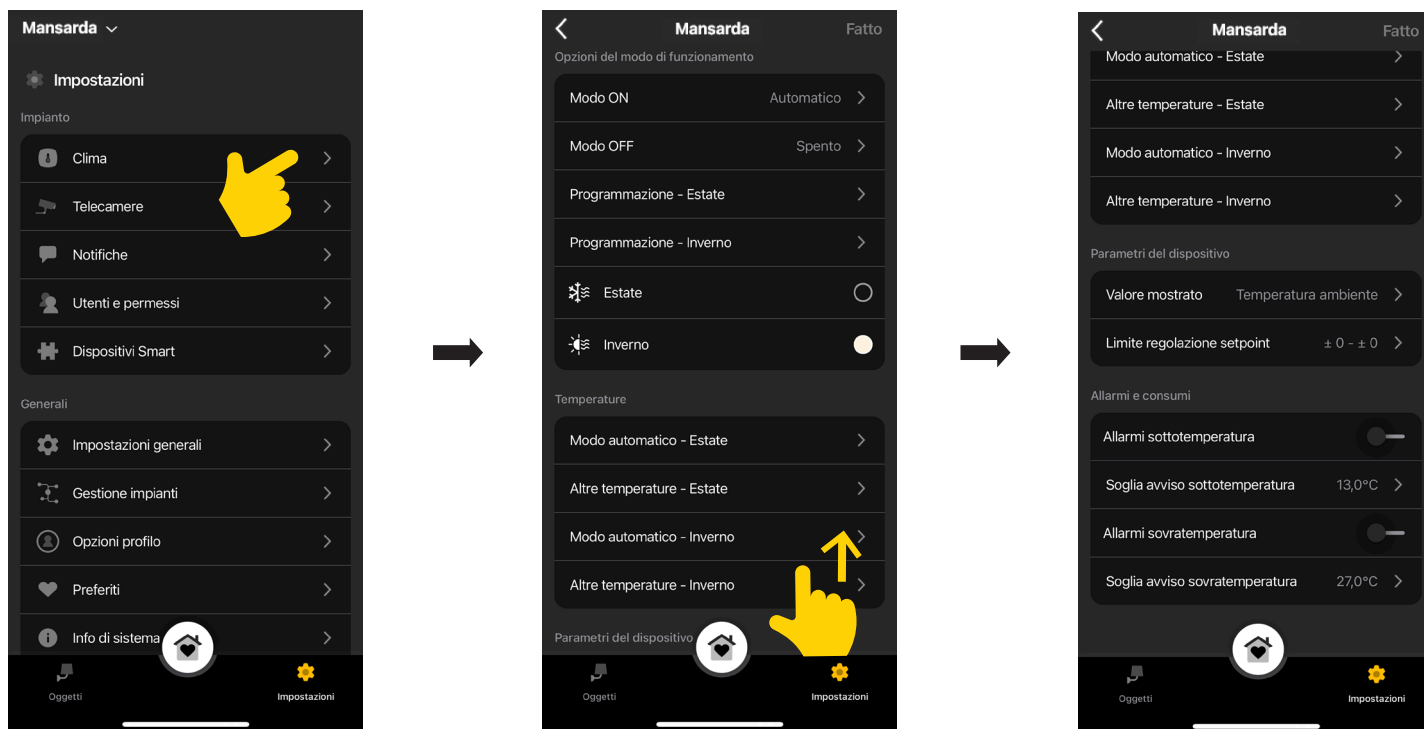 Mansarda
Impostazioni
Impianto
Clima
Telecamere
Notifiche
Utenti e permessi
Dispositivi Smart
Generali
Impostazioni generali
Gestione impianti
Opzioni profilo
Preferiti
Info di sistema
Oggetti
Impostazioni
Mansarda
Fatto
Opzioni del modo di funzionamento
Modo ON Automatico
Modo OFF Spento
Programmazione - Estate
Programmazione - Inverno
Estate
Inverno
Temperature
Modo automatico - Estate
Altre temperature - Estate
Modo automatico - Inverno
Altre temperature - Inverno
Parametri del dispositivo
Oggetti
Impostazioni
Mansarda
Fatto
Modo automatico - Estate
Altre temperature - Estate
Modo automatico - Inverno
Altre temperature - Inverno
Parametri del dispositivo
Valore mostrato Temperatura ambiente
Limite regolazione setpoint ± 0 - ± 0
Allarmi e consumi
Allarmi sottotemperatura
Soglia avviso sottotemperatura 13,0°C
Allarmi sovratemperatura
Soglia avviso sovratemperatura 27,0°C
Oggetti
Impostazioni